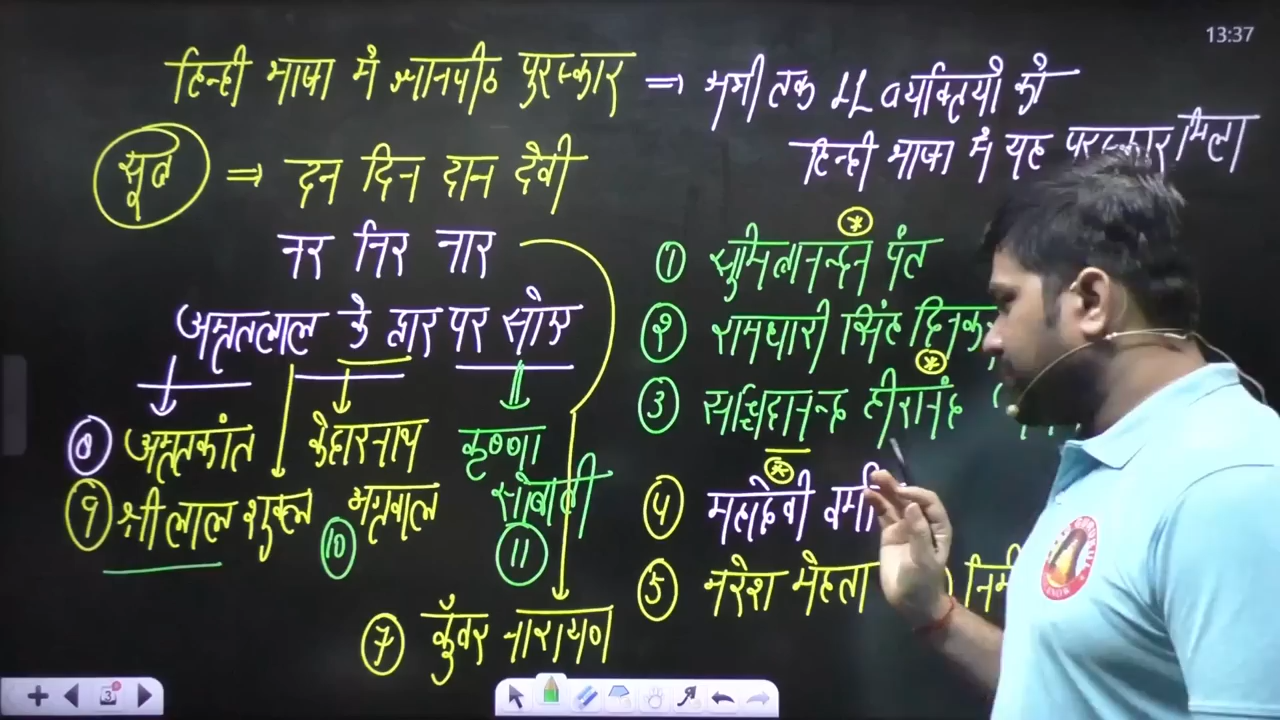 13:37
हिन्दी भाषा में ज्ञानपीठ पुरस्कार ⇒ अभी तक 11 व्यक्तियों को
हिन्दी भाषा में यह पुरस्कार मिला
सूत्र ⇒ दन दिन दान देवी
नर निर नार
अमृतलाल के द्वार पर सोए
① सुमित्रानन्दन पंत
② रामधारी सिंह दिनक
③ सच्चिदानन्द हीरानंद
④ महादेवी वर्मा
⑤ नरेश मेहता निर्म
⑧ अमृतकांत केदारनाथ कृष्णा
⑨ श्रीलाल शुक्ल ⑩ अग्रवाल सोबती ⑪
⑦ कुँवर नारायण
3